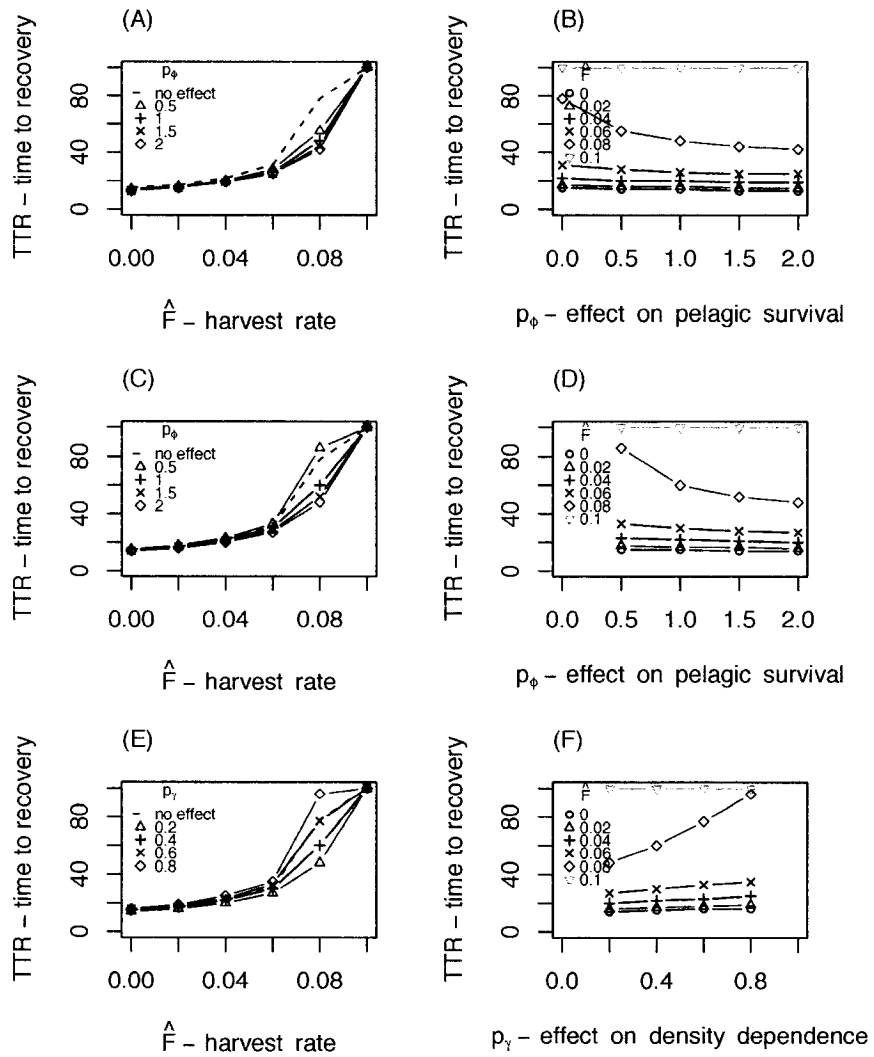 (A)
TTR – time to recovery
80
40
0
pϕ
– no effect
△ 0.5
+ 1
× 1.5
◇ 2
0.00 0.04 0.08
F̂ – harvest rate
(B)
TTR – time to recovery
80
40
0
F̂
0
0.02
0.04
0.06
0.08
0.1
0.0 0.5 1.0 1.5 2.0
pϕ – effect on pelagic survival
(C)
TTR – time to recovery
80
40
0
pϕ
– no effect
△ 0.5
+ 1
× 1.5
◇ 2
0.00 0.04 0.08
F̂ – harvest rate
(D)
TTR – time to recovery
80
40
0
F̂
0
0.02
0.04
0.06
0.08
0.1
0.0 0.5 1.0 1.5 2.0
pϕ – effect on pelagic survival
(E)
TTR – time to recovery
80
40
0
pγ
– no effect
△ 0.2
+ 0.4
× 0.6
◇ 0.8
0.00 0.04 0.08
F̂ – harvest rate
(F)
TTR – time to recovery
80
40
0
F̂
0
0.02
0.04
0.06
0.08
0.1
0.0 0.4 0.8
pγ – effect on density dependence